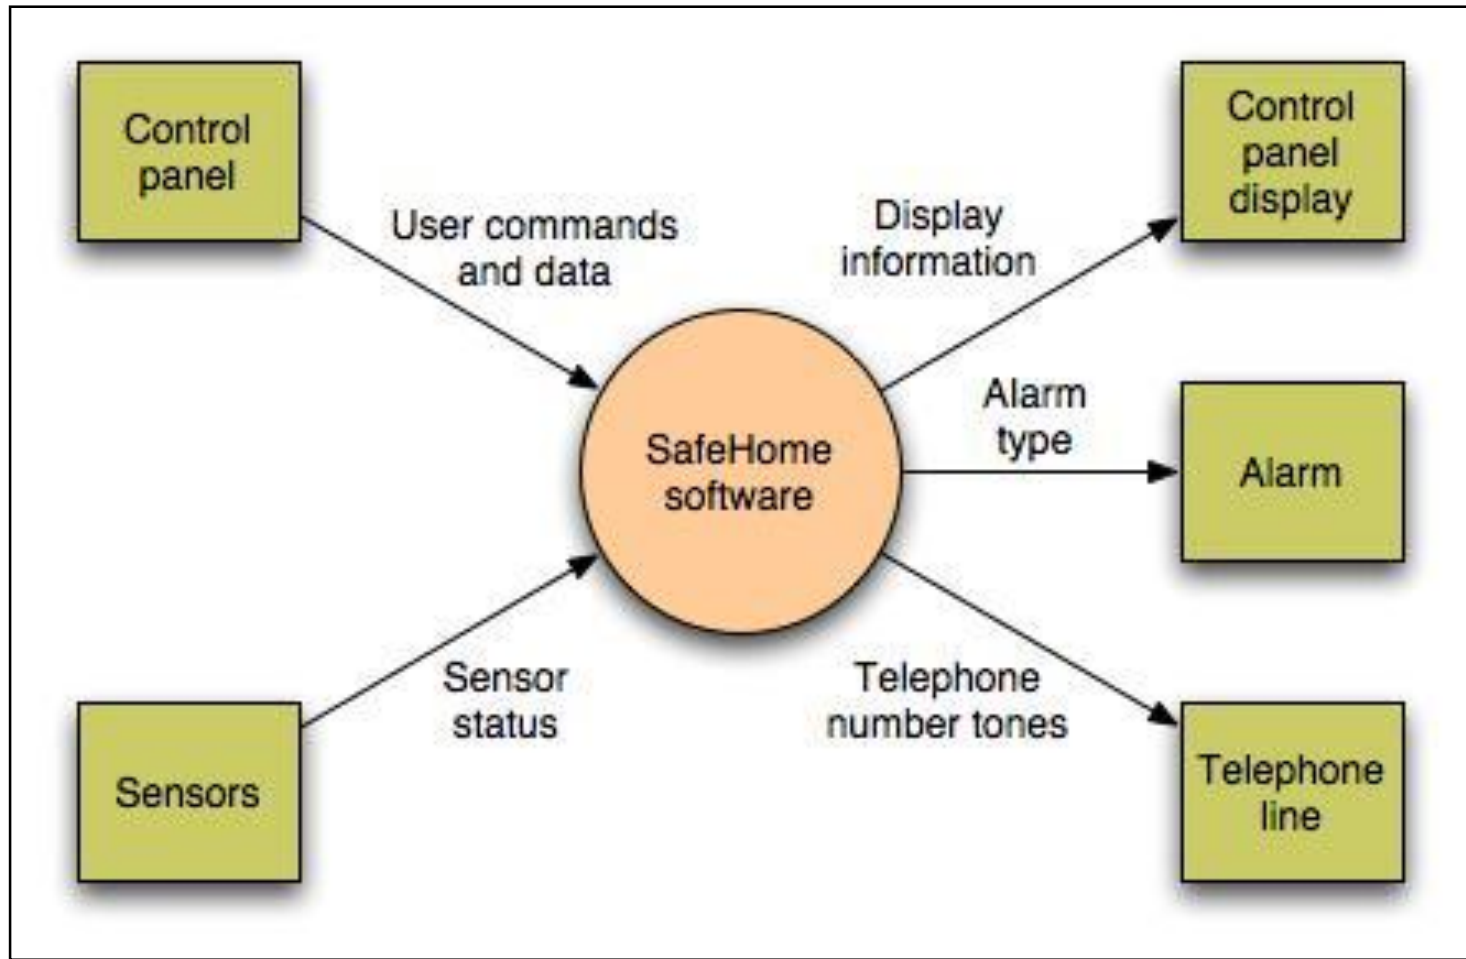 Control
panel
User commands
and data
Display
information
Control
panel
display
SafeHome
software
Alarm
type
Alarm
Sensors
Sensor
status
Telephone
number tones
Telephone
line